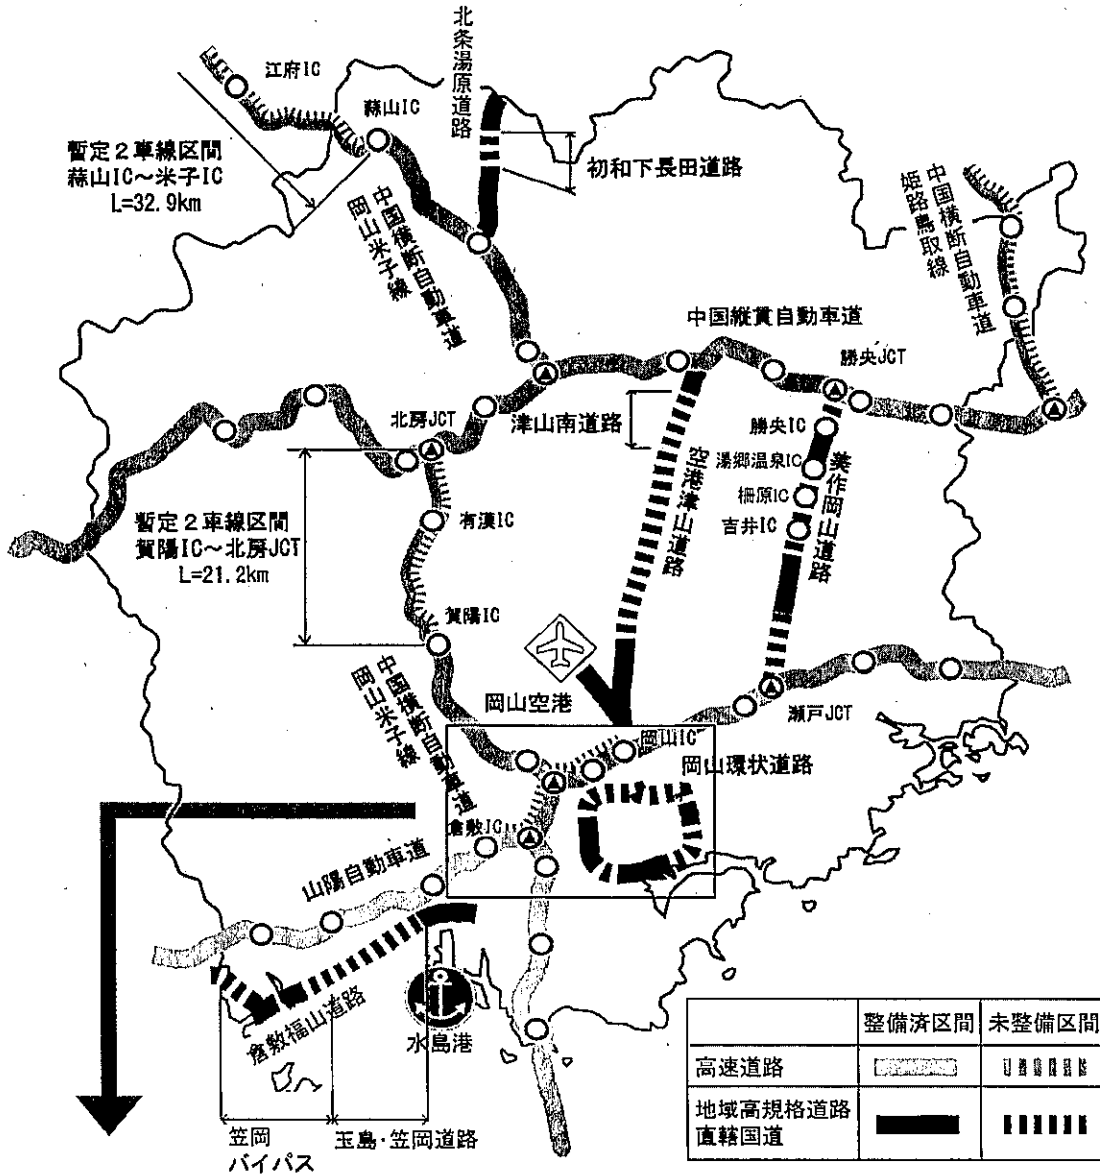 北条湯原道路
江府IC
蒜山IC
暫定2車線区間
蒜山IC～米子IC
L=32.9km
初和下長田道路
中国横断自動車道
岡山米子線
中国横断自動車道
姫路鳥取線
中国縦貫自動車道
勝央JCT
北房JCT
津山南道路
勝央IC
湯郷温泉IC
柵原IC
吉井IC
美作岡山道路
空港津山道路
有漢IC
暫定2車線区間
賀陽IC～北房JCT
L=21.2km
賀陽IC
中国横断自動車道
岡山米子線
岡山空港
瀬戸JCT
岡山IC
岡山環状道路
倉敷IC
山陽自動車道
倉敷福山道路
水島港
笠岡
バイパス
玉島・笠岡道路
整備済区間
未整備区間
高速道路
地域高規格道路
直轄国道